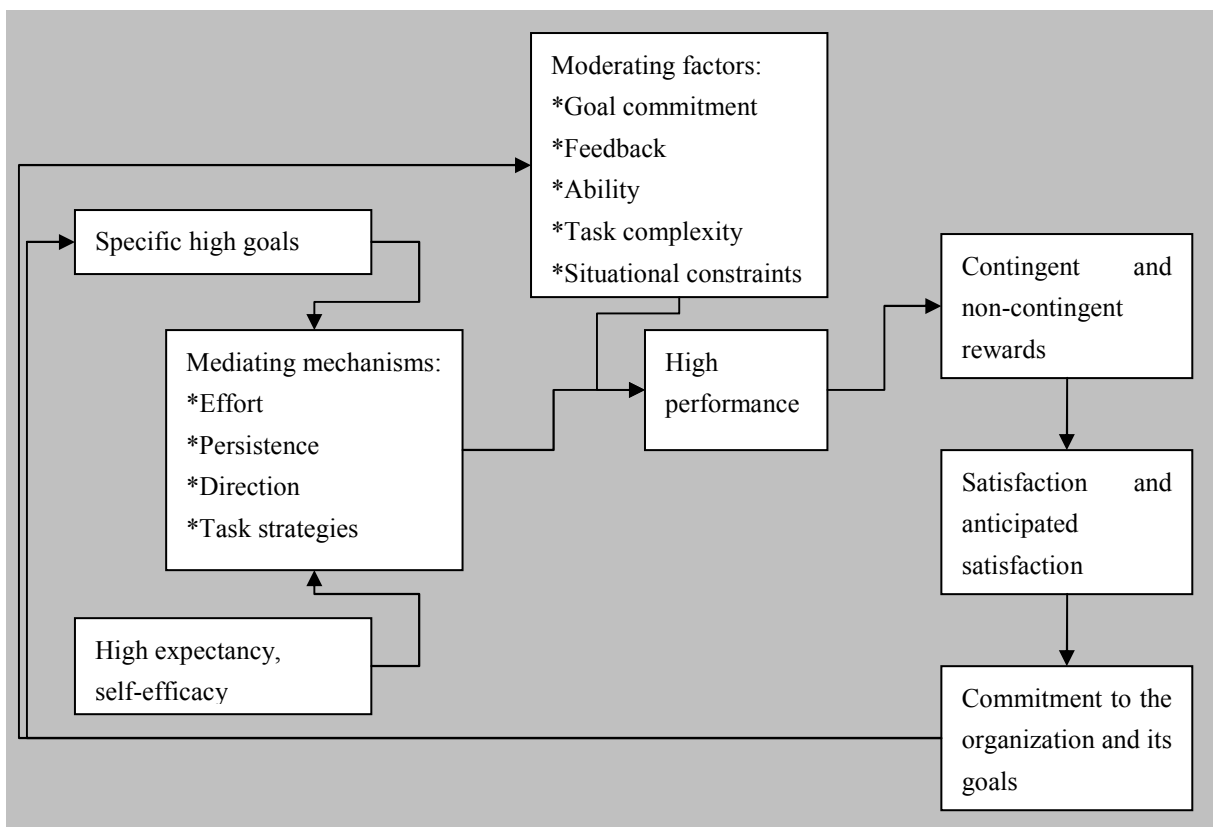 Moderating factors:
*Goal commitment
*Feedback
*Ability
*Task complexity
*Situational constraints
Specific high goals
Mediating mechanisms:
*Effort
*Persistence
*Direction
*Task strategies
High expectancy,
self-efficacy
High
performance
Contingent and
non-contingent
rewards
Satisfaction and
anticipated
satisfaction
Commitment to the
organization and its
goals